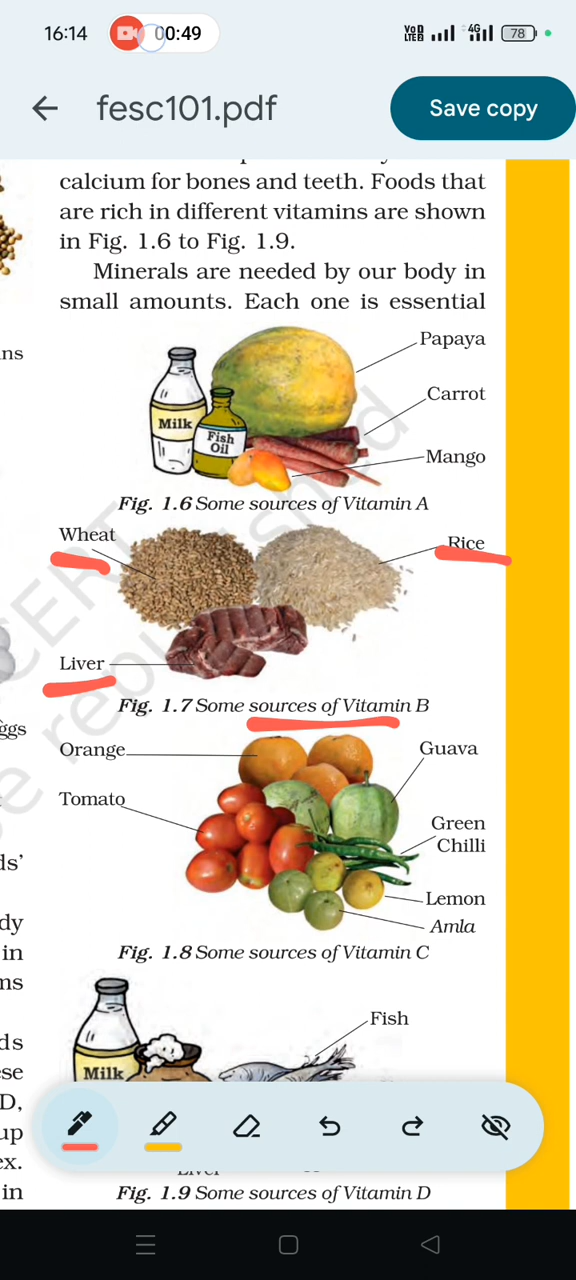 16:14
00:49
VoD LTE2
4G
78
fesc101.pdf
Save copy
calcium for bones and teeth. Foods that
are rich in different vitamins are shown
in Fig. 1.6 to Fig. 1.9.
Minerals are needed by our body in
small amounts. Each one is essential
ns
Papaya
Carrot
Milk
Fish
Oil
Mango
Fig. 1.6 Some sources of Vitamin A
Wheat
Rice
Liver
Fig. 1.7 Some sources of Vitamin B
ggs
Orange
Guava
Tomato
Green
Chilli
ds'
Lemon
Amla
dy
in
Fig. 1.8 Some sources of Vitamin C
ms
Fish
ds
Milk
ese
D,
up
ex.
Liver
in
Fig. 1.9 Some sources of Vitamin D